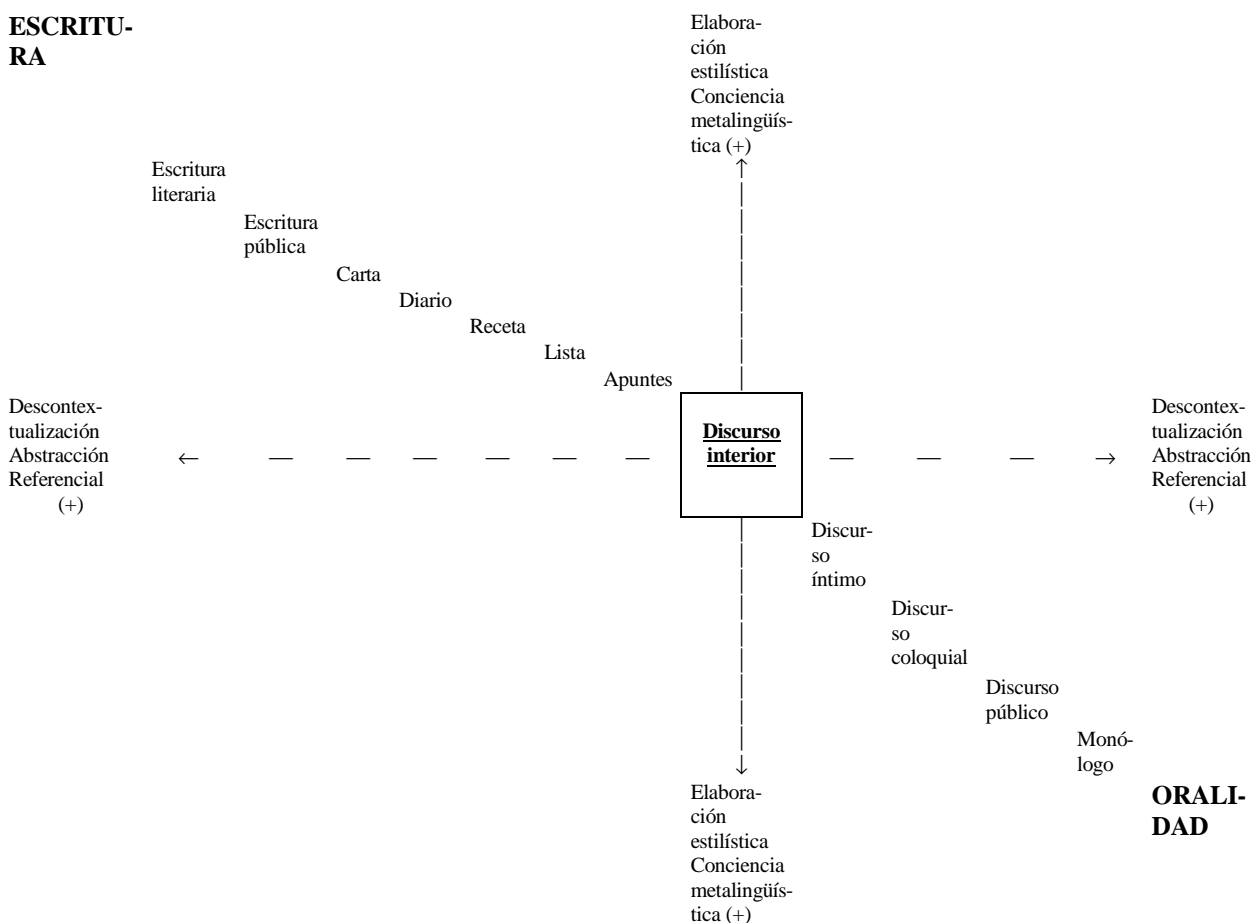 ESCRITU-
RA
Elabora-
ción
estilística
Conciencia
metalingüís-
tica (+)
Escritura
literaria
Escritura
pública
Carta
Diario
Receta
Lista
Apuntes
Descontex-
tualización
Abstracción
Referencial
(+)
Discurso
interior
Descontex-
tualización
Abstracción
Referencial
(+)
Discur-
so
íntimo
Discur-
so
coloquial
Discurso
público
Monó-
logo
ORALI-
DAD
Elabora-
ción
estilística
Conciencia
metalingüís-
tica (+)